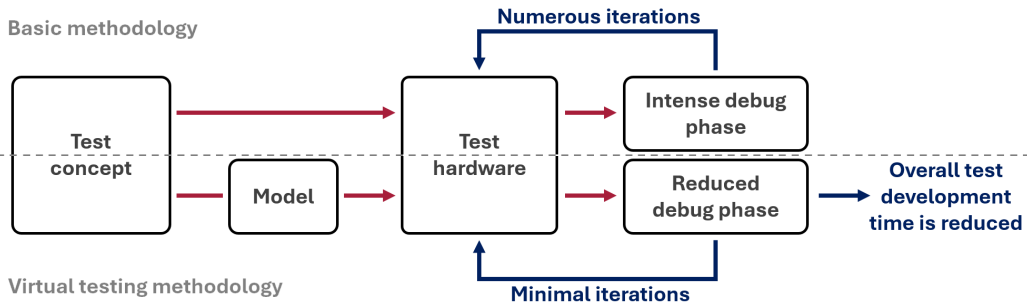 Numerous iterations
Basic methodology
Test
concept
Test
hardware
Intense debug
phase
Model
Reduced
debug phase
Overall test
development
time is reduced
Virtual testing methodology
Minimal iterations